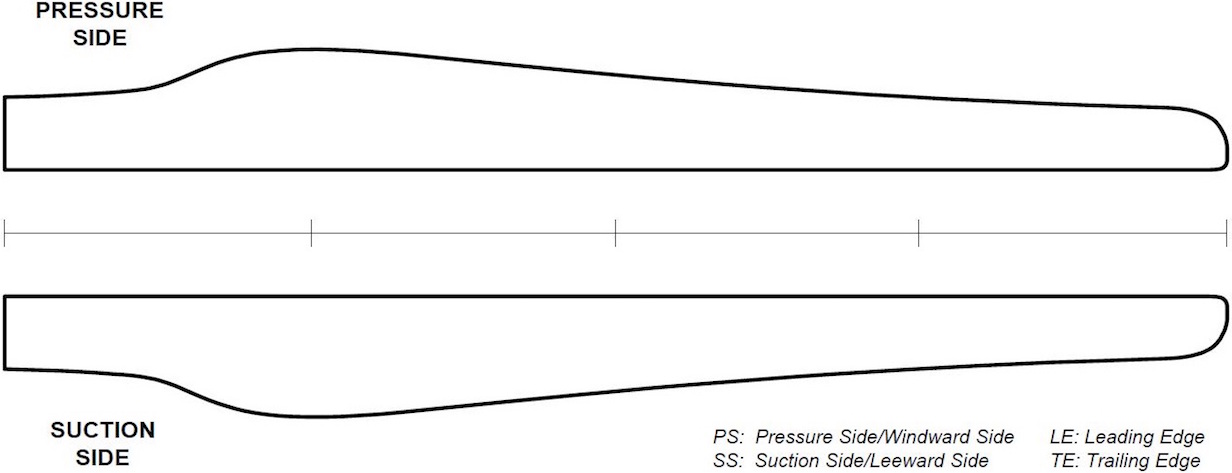 PRESSURE
SIDE
SUCTION
SIDE
PS: Pressure Side/Windward Side LE: Leading Edge
SS: Suction Side/Leeward Side TE: Trailing Edge